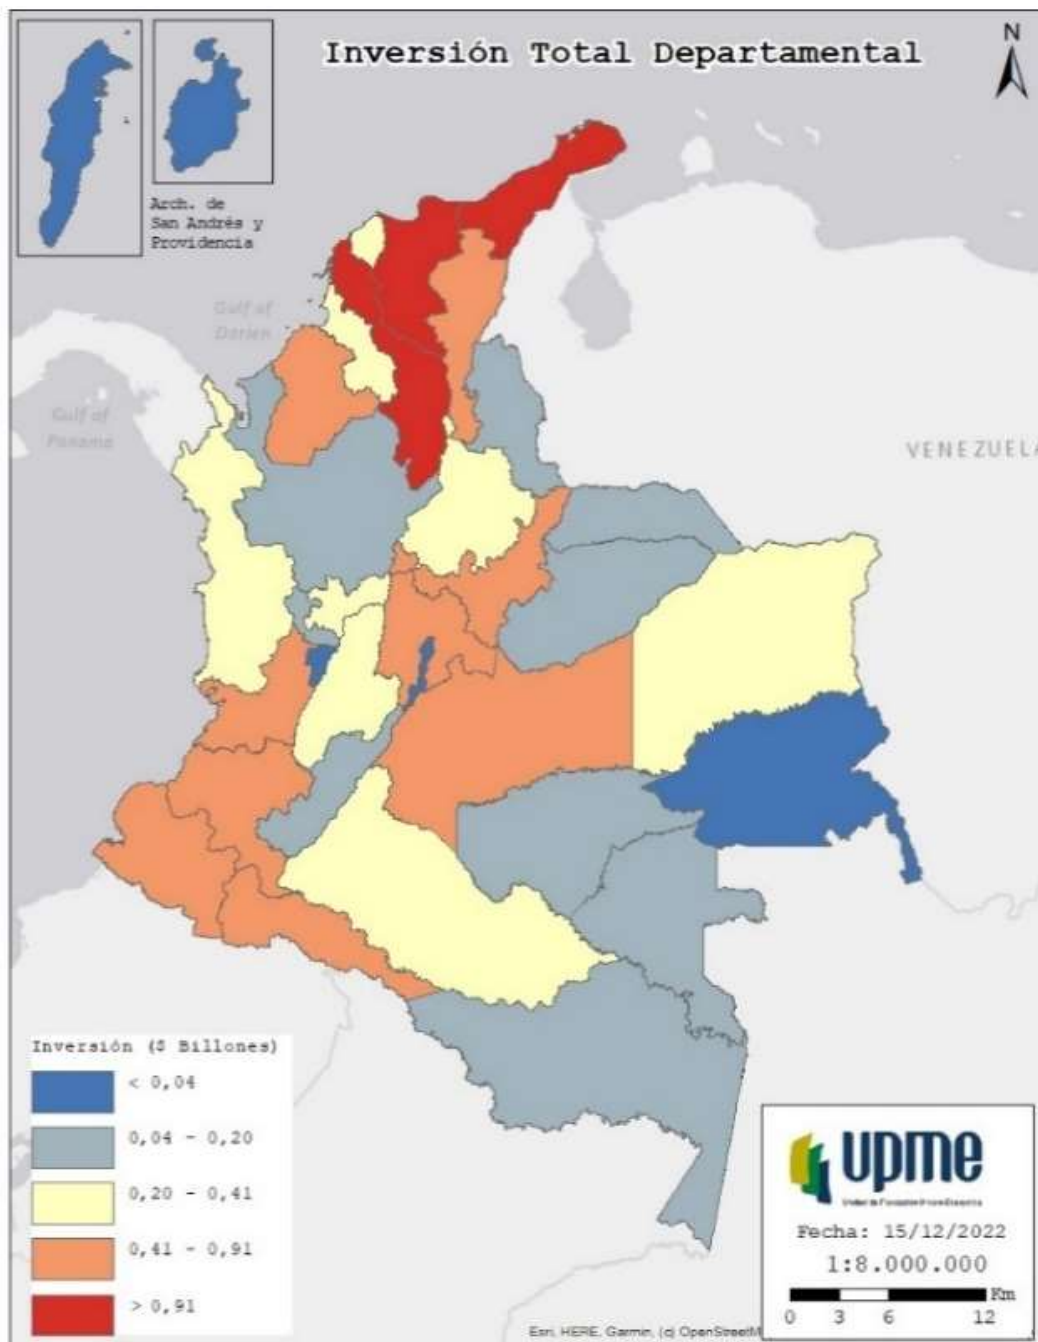 Inversión Total Departamental
N
Arch. de
San Andrés y
Providencia
Gulf of
Darien
Gulf of
Panama
VENEZUELA
Inversión ($ Billones)
< 0,04
0,04 - 0,20
0,20 - 0,41
0,41 - 0,91
> 0,91
upme
Fecha: 15/12/2022
1:8.000.000
Km
0 3 6 12
Esri, HERE, Garmin, (c) OpenStreetM